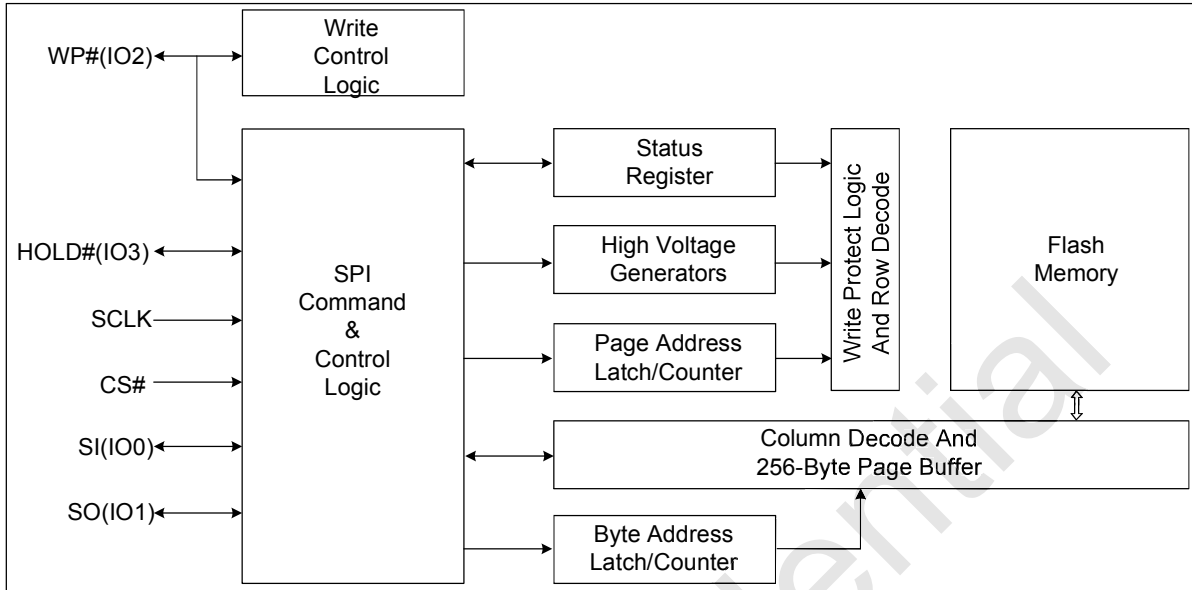 WP#(IO2)
Write
Control
Logic
HOLD#(IO3)
SCLK
CS#
SI(IO0)
SO(IO1)
SPI
Command
&
Control
Logic
Status
Register
High Voltage
Generators
Page Address
Latch/Counter
Write Protect Logic
And Row Decode
Flash
Memory
Column Decode And
256-Byte Page Buffer
Byte Address
Latch/Counter
ential